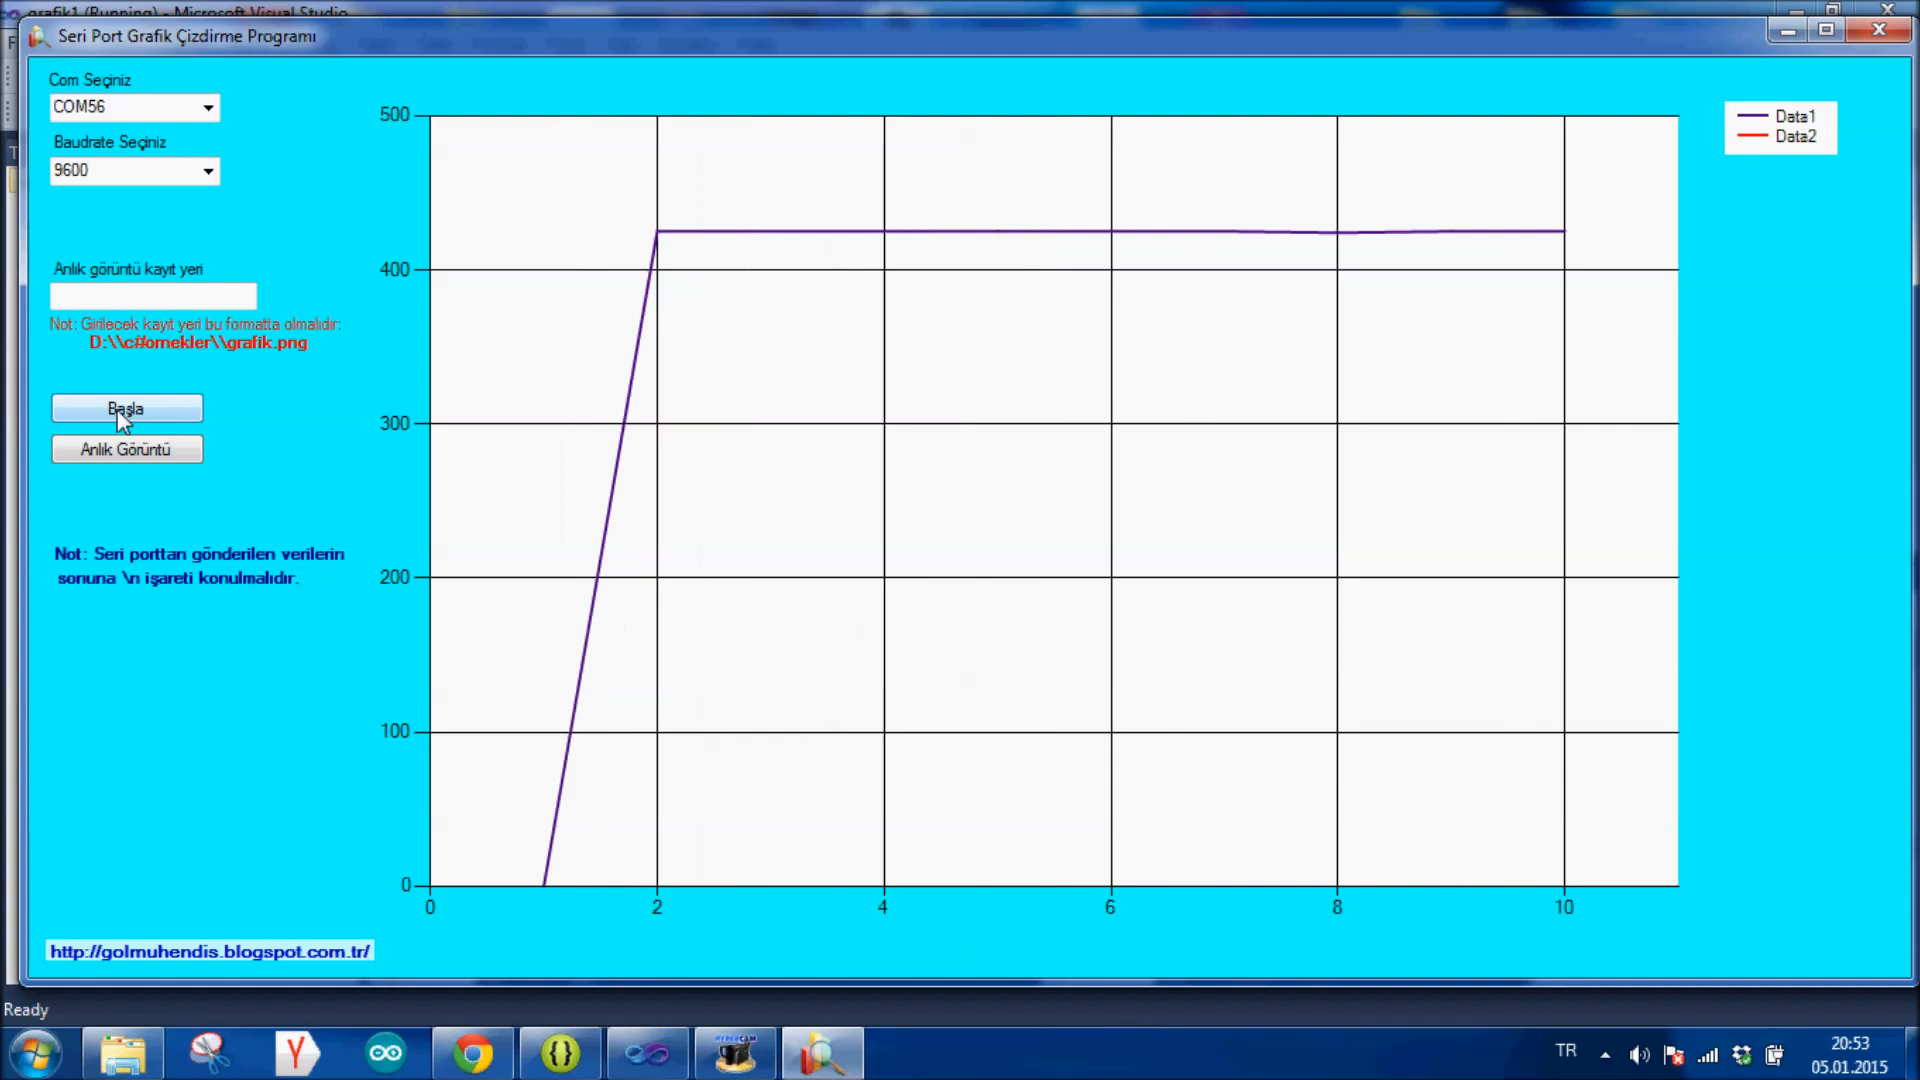 grafik1 (Running) - Microsoft Visual Studio
Seri Port Grafik Çizdirme Programı
Com Seçiniz
COM56
Baudrate Seçiniz
9600
Anlık görüntü kayıt yeri
Not: Girilecek kayıt yeri bu formatta olmalıdır:
D:\\c#ornekler\\grafik.png
Başla
Anlık Görüntü
Not: Seri porttan gönderilen verilerin
sonuna \n işareti konulmalıdır.
http://golmuhendis.blogspot.com.tr/
500
400
300
200
100
0
0 2 4 6 8 10
Data1
Data2
Ready
TR
20:53
05.01.2015